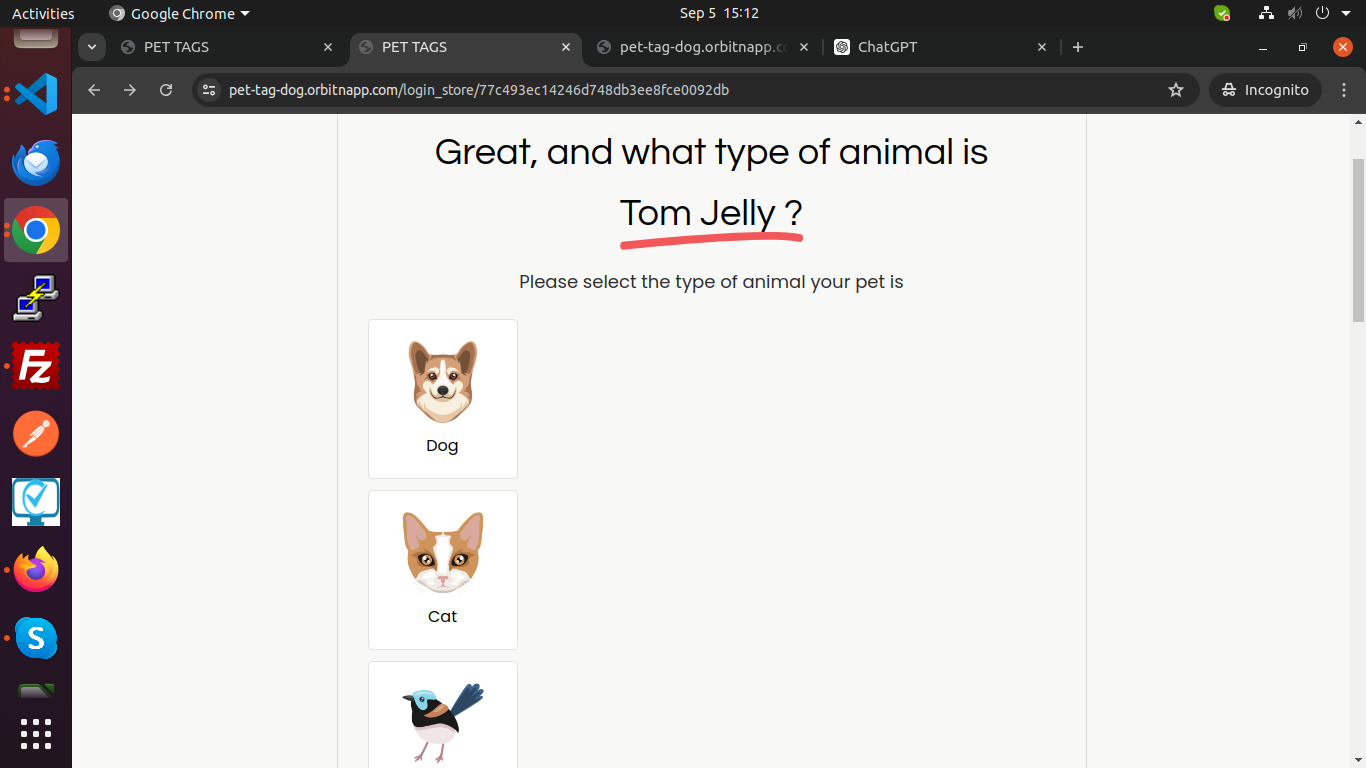 Activities Google Chrome Sep 5 15:12
PET TAGS PET TAGS pet-tag-dog.orbitnapp.c ChatGPT
pet-tag-dog.orbitnapp.com/login_store/77c493ec14246d748db3ee8fce0092db Incognito
Great, and what type of animal is
Tom Jelly ?
Please select the type of animal your pet is
Dog
Cat
Fz
S